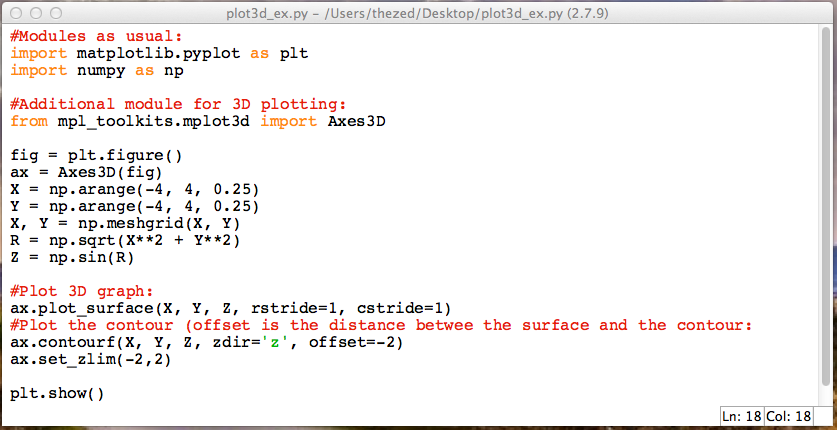 plot3d_ex.py – /Users/thezed/Desktop/plot3d_ex.py (2.7.9)
#Modules as usual:
import matplotlib.pyplot as plt
import numpy as np
#Additional module for 3D plotting:
from mpl_toolkits.mplot3d import Axes3D
fig = plt.figure()
ax = Axes3D(fig)
X = np.arange(-4, 4, 0.25)
Y = np.arange(-4, 4, 0.25)
X, Y = np.meshgrid(X, Y)
R = np.sqrt(X**2 + Y**2)
Z = np.sin(R)
#Plot 3D graph:
ax.plot_surface(X, Y, Z, rstride=1, cstride=1)
#Plot the contour (offset is the distance betwee the surface and the contour:
ax.contourf(X, Y, Z, zdir='z', offset=-2)
ax.set_zlim(-2,2)
plt.show()
Ln: 18 Col: 18